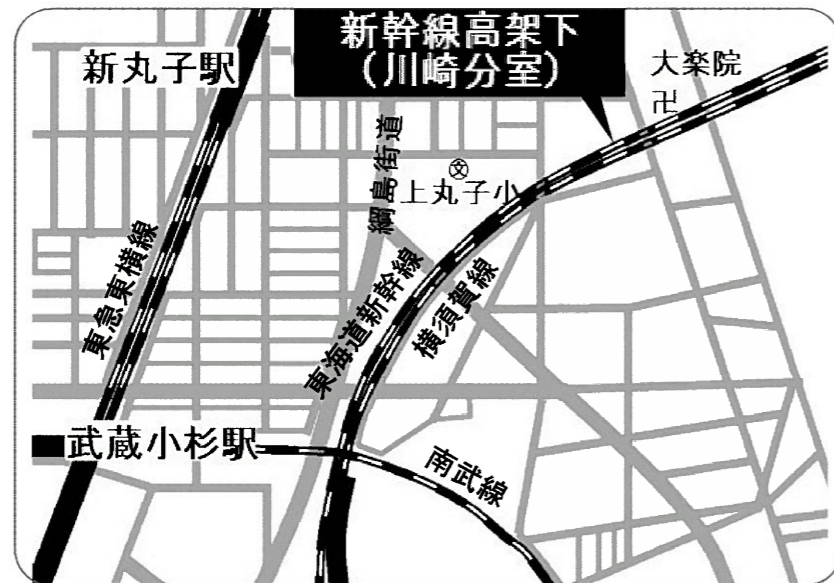 新幹線高架下
（川崎分室）
新丸子駅
大楽院
卍
綱島街道
文
上丸子小
東急東横線
東海道新幹線
横須賀線
武蔵小杉駅
南武線